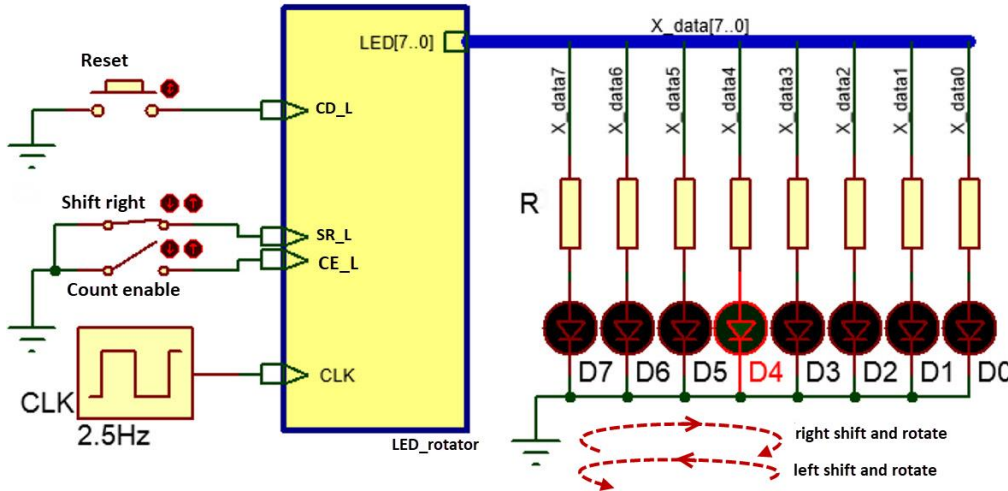 X_data[7..0]
LED[7..0]
Reset
CD_L
X_data7
X_data6
X_data5
X_data4
X_data3
X_data2
X_data1
X_data0
Shift right
R
SR_L
CE_L
Count enable
CLK
CLK
2.5Hz
D7 D6 D5 D4 D3 D2 D1 D0
LED_rotator
right shift and rotate
left shift and rotate